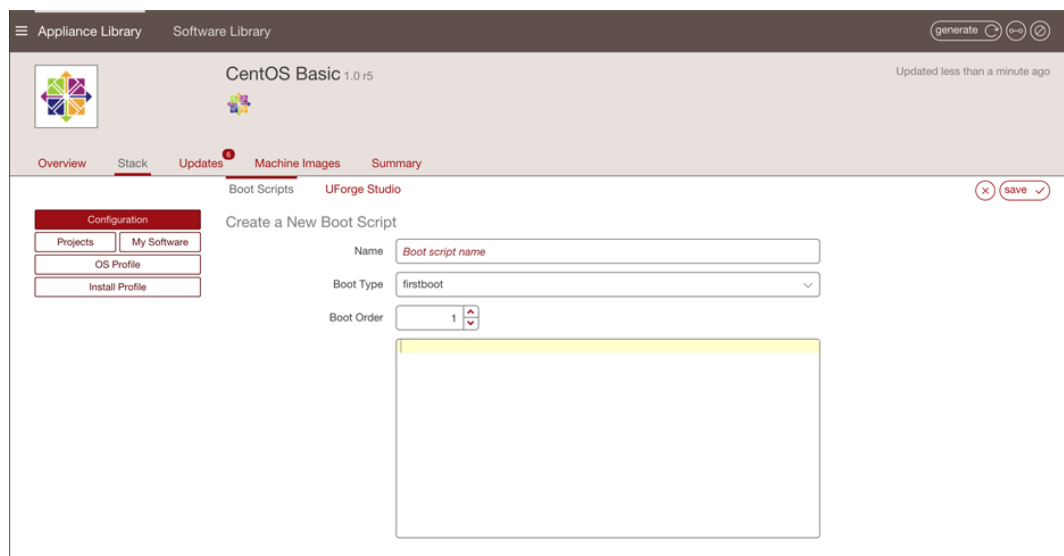 Appliance Library Software Library generate
CentOS Basic 1.0 r5 Updated less than a minute ago
Overview Stack Updates 6 Machine Images Summary
Boot Scripts UForge Studio save
Configuration
Create a New Boot Script
Projects My Software
Name Boot script name
OS Profile
Boot Type firstboot
Install Profile
Boot Order 1